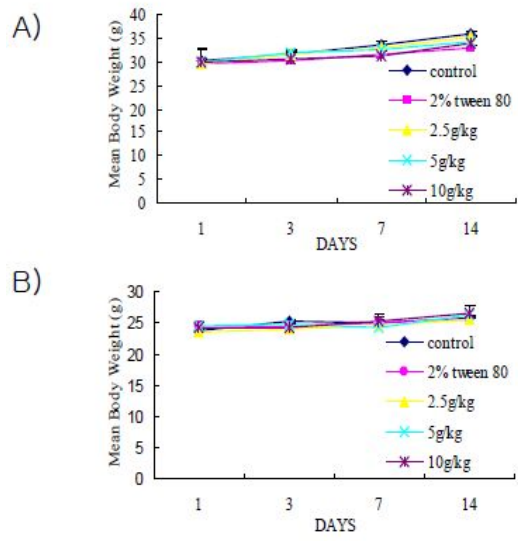 A)
Mean Body Weight (g)
40
35
30
25
20
15
10
5
0
1 3 7 14
DAYS
control
2% tween 80
2.5g/kg
5g/kg
10g/kg
B)
Mean Body Weight (g)
30
25
20
15
10
5
0
1 3 7 14
DAYS
control
2% tween 80
2.5g/kg
5g/kg
10g/kg